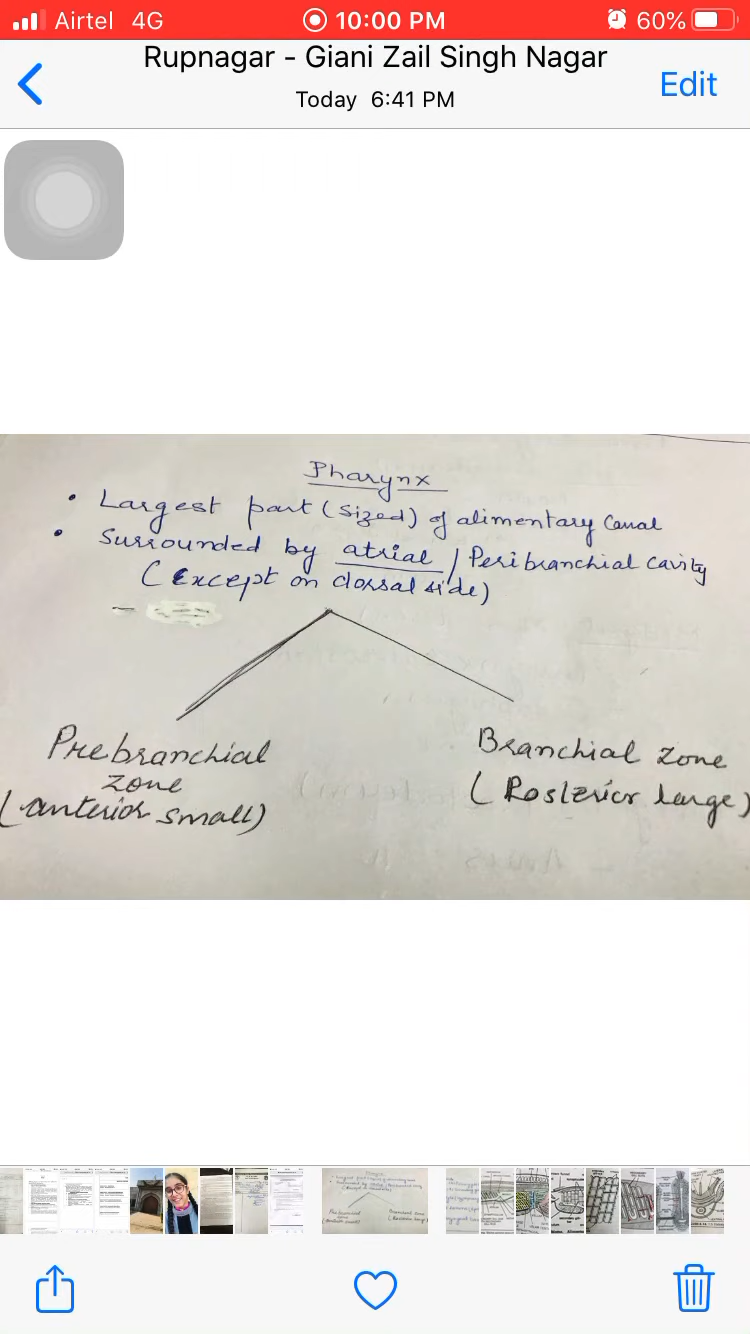 Airtel 4G 10:00 PM 60%
Rupnagar - Giani Zail Singh Nagar
Today 6:41 PM
Edit
Pharynx
• Largest part (sized) of alimentary Canal
• Surrounded by atrial / Peribranchial cavity
(Except on dorsal side)
Prebranchial
zone
(anterior small)
Branchial zone
(Posterior large)